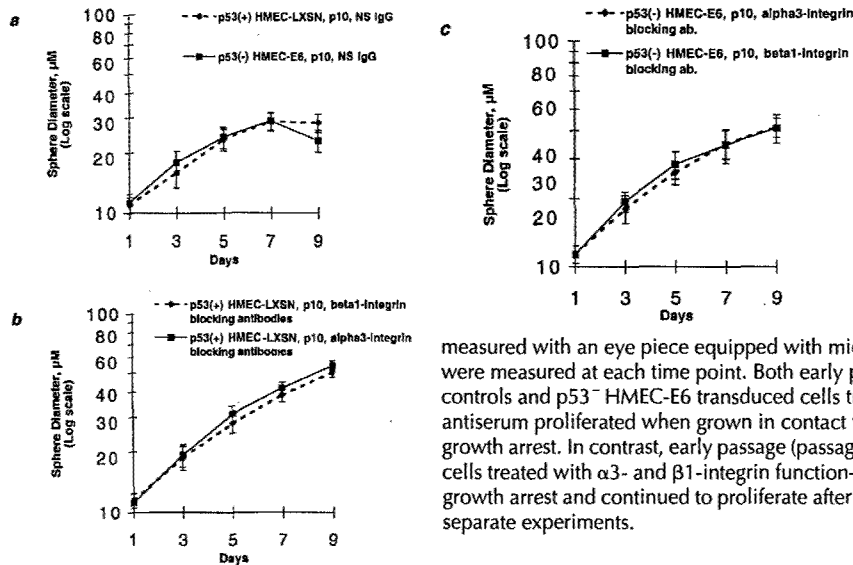 a
p53(+) HMEC-LXSN, p10, NS IgG
p53(-) HMEC-E6, p10, NS IgG
Sphere Diameter, µM
(Log scale)
100
60
40
30
20
10
1 3 5 7 9
Days
b
p53(+) HMEC-LXSN, p10, beta1-integrin
blocking antibodies
p53(+) HMEC-LXSN, p10, alpha3-integrin
blocking antibodies
Sphere Diameter, µM
(Log scale)
100
60
50
40
30
20
10
1 3 5 7 9
Days
c
p53(-) HMEC-E6, p10, alpha3-integrin
blocking ab.
p53(-) HMEC-E6, p10, beta1-integrin
blocking ab.
Sphere Diameter, µM
(Log scale)
100
60
40
30
20
10
1 3 5 7 9
Days
measured with an eye piece equipped with mic
were measured at each time point. Both early p
controls and p53⁻ HMEC-E6 transduced cells t
antiserum proliferated when grown in contact
growth arrest. In contrast, early passage (passag
cells treated with α3- and β1-integrin function-
growth arrest and continued to proliferate after
separate experiments.